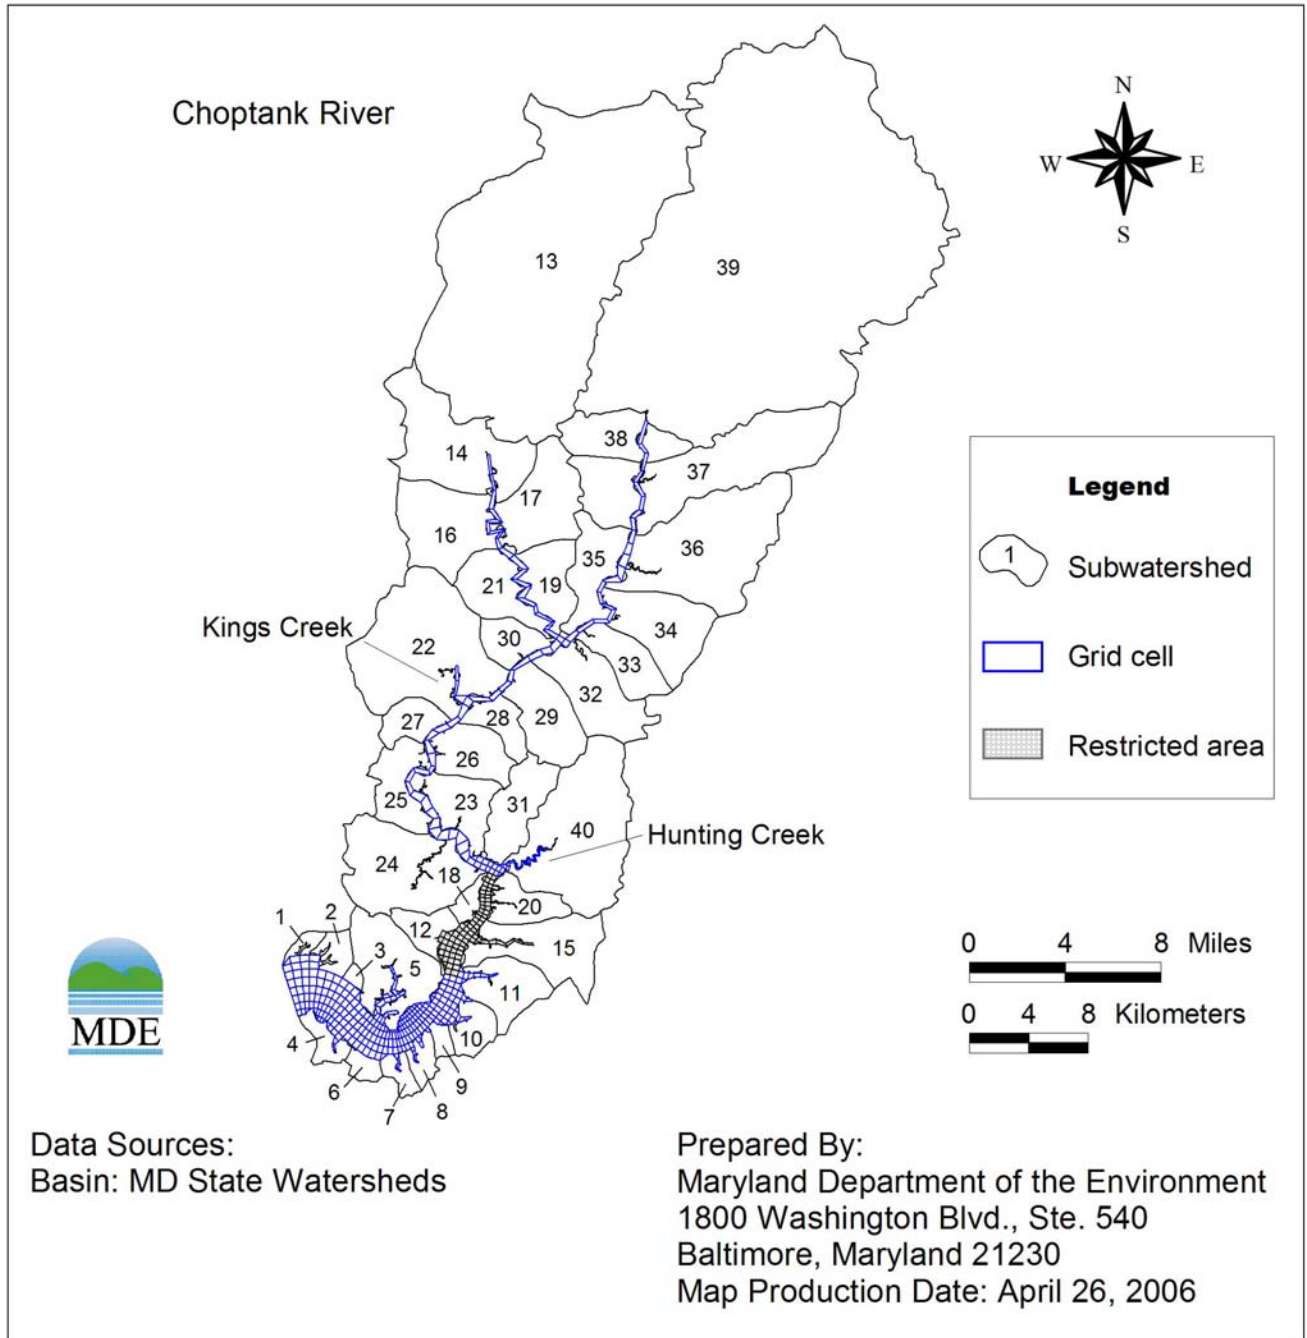 Choptank River
N
W
E
S
13
39
38
14
37
17
16
35
36
21
19
34
30
33
Kings Creek
22
32
27
28
29
26
25
23
31
40
Hunting Creek
24
18
20
12
15
1
2
3
5
11
4
10
6
9
8
7
Legend
1
Subwatershed
Grid cell
Restricted area
0 4 8 Miles
0 4 8 Kilometers
MDE
Data Sources:
Basin: MD State Watersheds
Prepared By:
Maryland Department of the Environment
1800 Washington Blvd., Ste. 540
Baltimore, Maryland 21230
Map Production Date: April 26, 2006